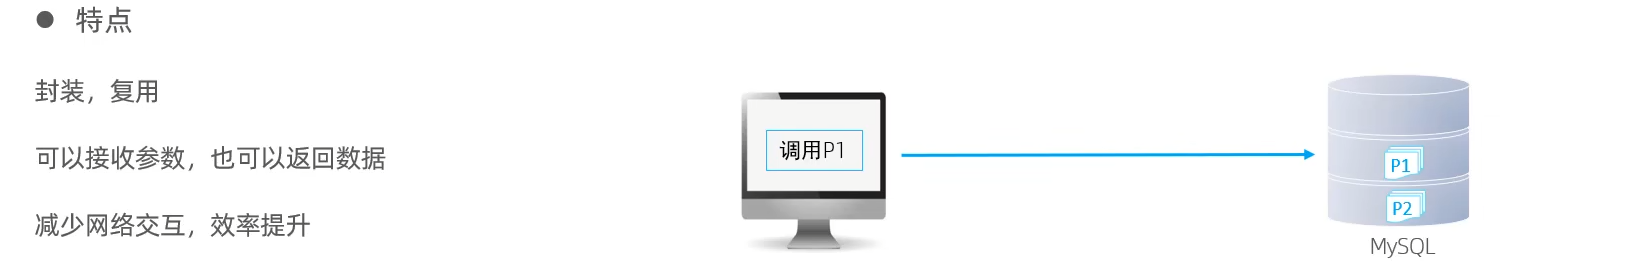 ● 特点
封装，复用
可以接收参数，也可以返回数据
减少网络交互，效率提升
调用P1
P1
P2
MySQL